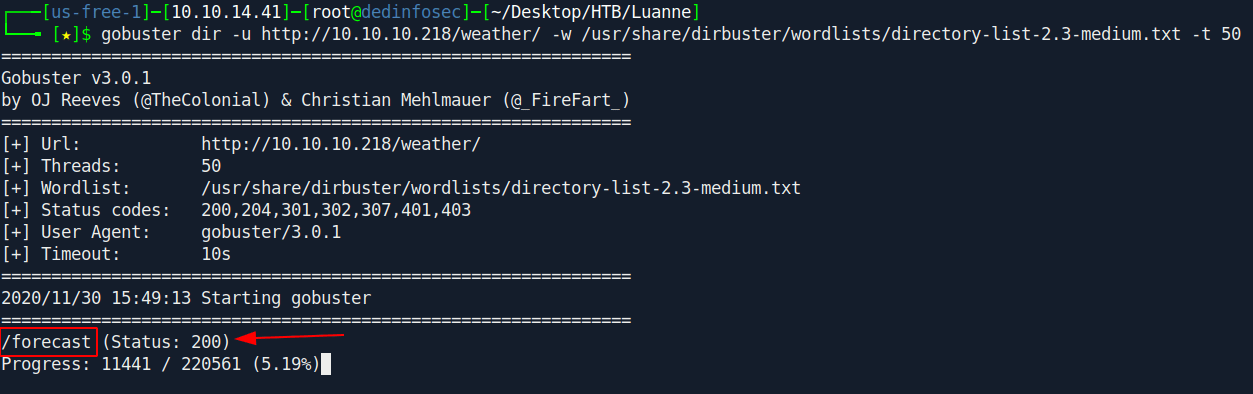 ┌──[us-free-1]─[10.10.14.41]─[root@dedinfosec]─[~/Desktop/HTB/Luanne]
└──╼ [★]$ gobuster dir -u http://10.10.10.218/weather/ -w /usr/share/dirbuster/wordlists/directory-list-2.3-medium.txt -t 50
===============================================================
Gobuster v3.0.1
by OJ Reeves (@TheColonial) & Christian Mehlmauer (@_FireFart_)
===============================================================
[+] Url:            http://10.10.10.218/weather/
[+] Threads:        50
[+] Wordlist:       /usr/share/dirbuster/wordlists/directory-list-2.3-medium.txt
[+] Status codes:   200,204,301,302,307,401,403
[+] User Agent:     gobuster/3.0.1
[+] Timeout:        10s
===============================================================
2020/11/30 15:49:13 Starting gobuster
===============================================================
/forecast (Status: 200)
Progress: 11441 / 220561 (5.19%)